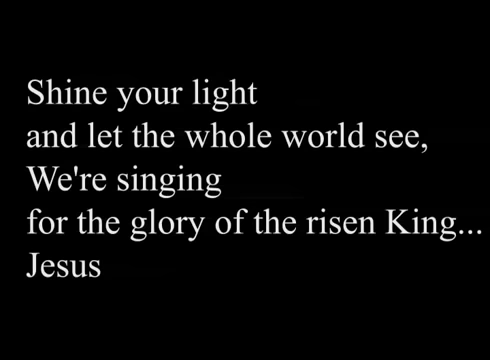 Shine your light
and let the whole world see,
We're singing
for the glory of the risen King...
Jesus